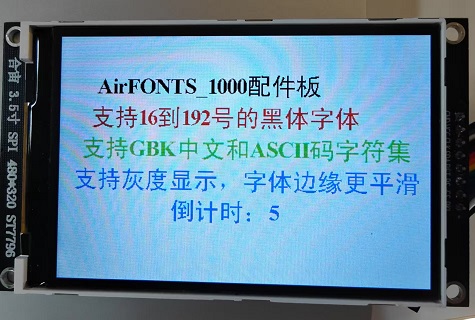 AirFONTS_1000配件板
支持16到192号的黑体字体
支持GBK中文和ASCII码字符集
支持灰度显示，字体边缘更平滑
倒计时：5
合宙 3.5寸 SPI 480*320 ST7796